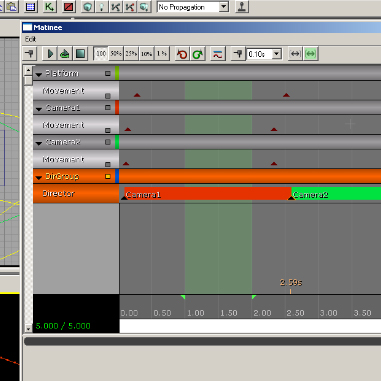 No Propagation
Matinee
Edit
100 50% 25% 10% 1 % 0.10s
Platform
Movement
Camera1
Movement
Camera2
Movement
DirGroup
Director Camera1 Camera2
2.59s
0.00 0.50 1.00 1.50 2.00 2.50 3.00 3.50
5.000 / 5.000